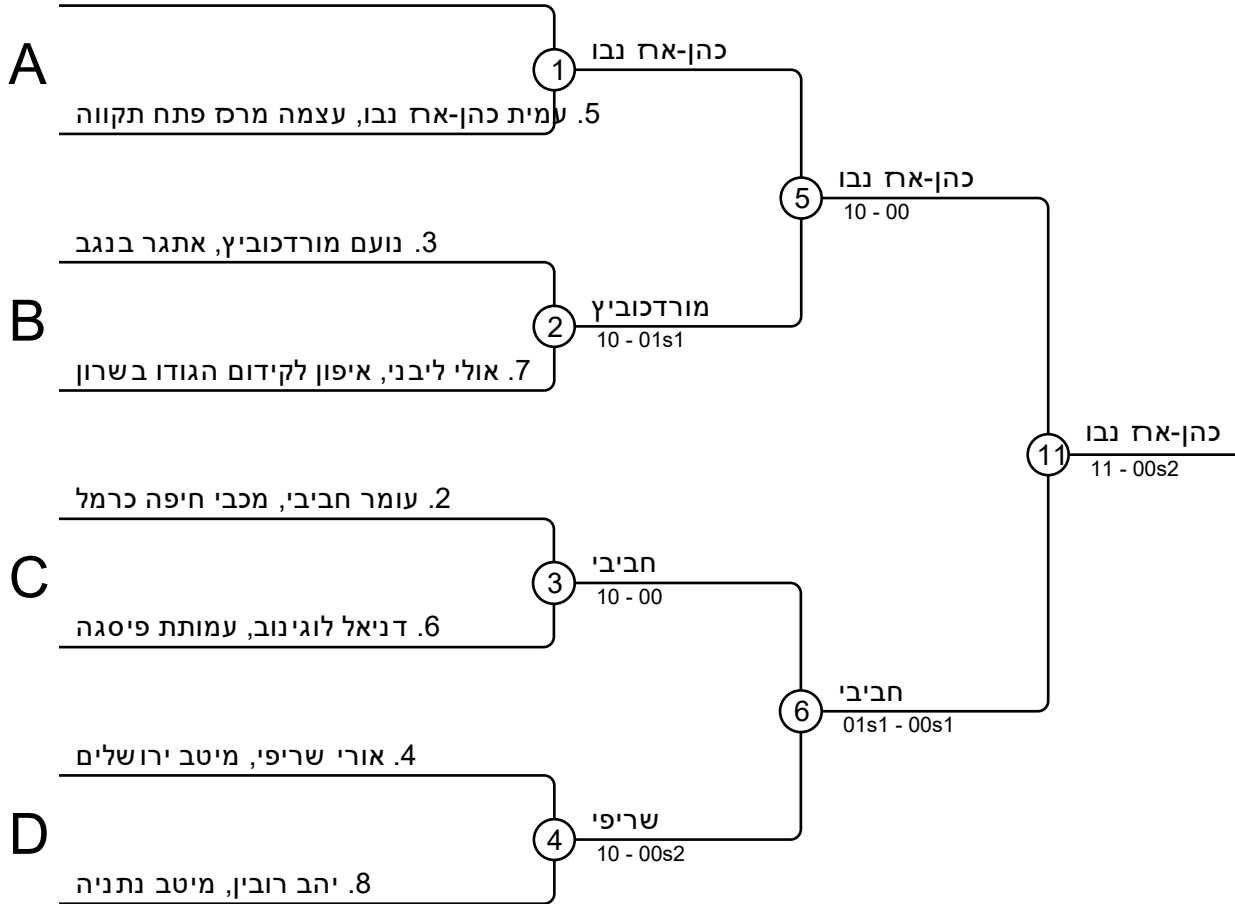 A
1
כהן-ארז נבו
5. עמית כהן-ארז נבו, עצמה מרכז פתח תקווה
5
כהן-ארז נבו
10 - 00
3. נועם מורדכוביץ, אתגר בנגב
B
2
מורדכוביץ
10 - 01s1
7. אולי ליבני, איפון לקידום הגודו בשרון
11
כהן-ארז נבו
11 - 00s2
2. עומר חביבי, מכבי חיפה כרמל
C
3
חביבי
10 - 00
6. דניאל לוגינוב, עמותת פיסגה
6
חביבי
01s1 - 00s1
4. אורי שריפי, מיטב ירושלים
D
4
שריפי
10 - 00s2
8. יהב רובין, מיטב נתניה